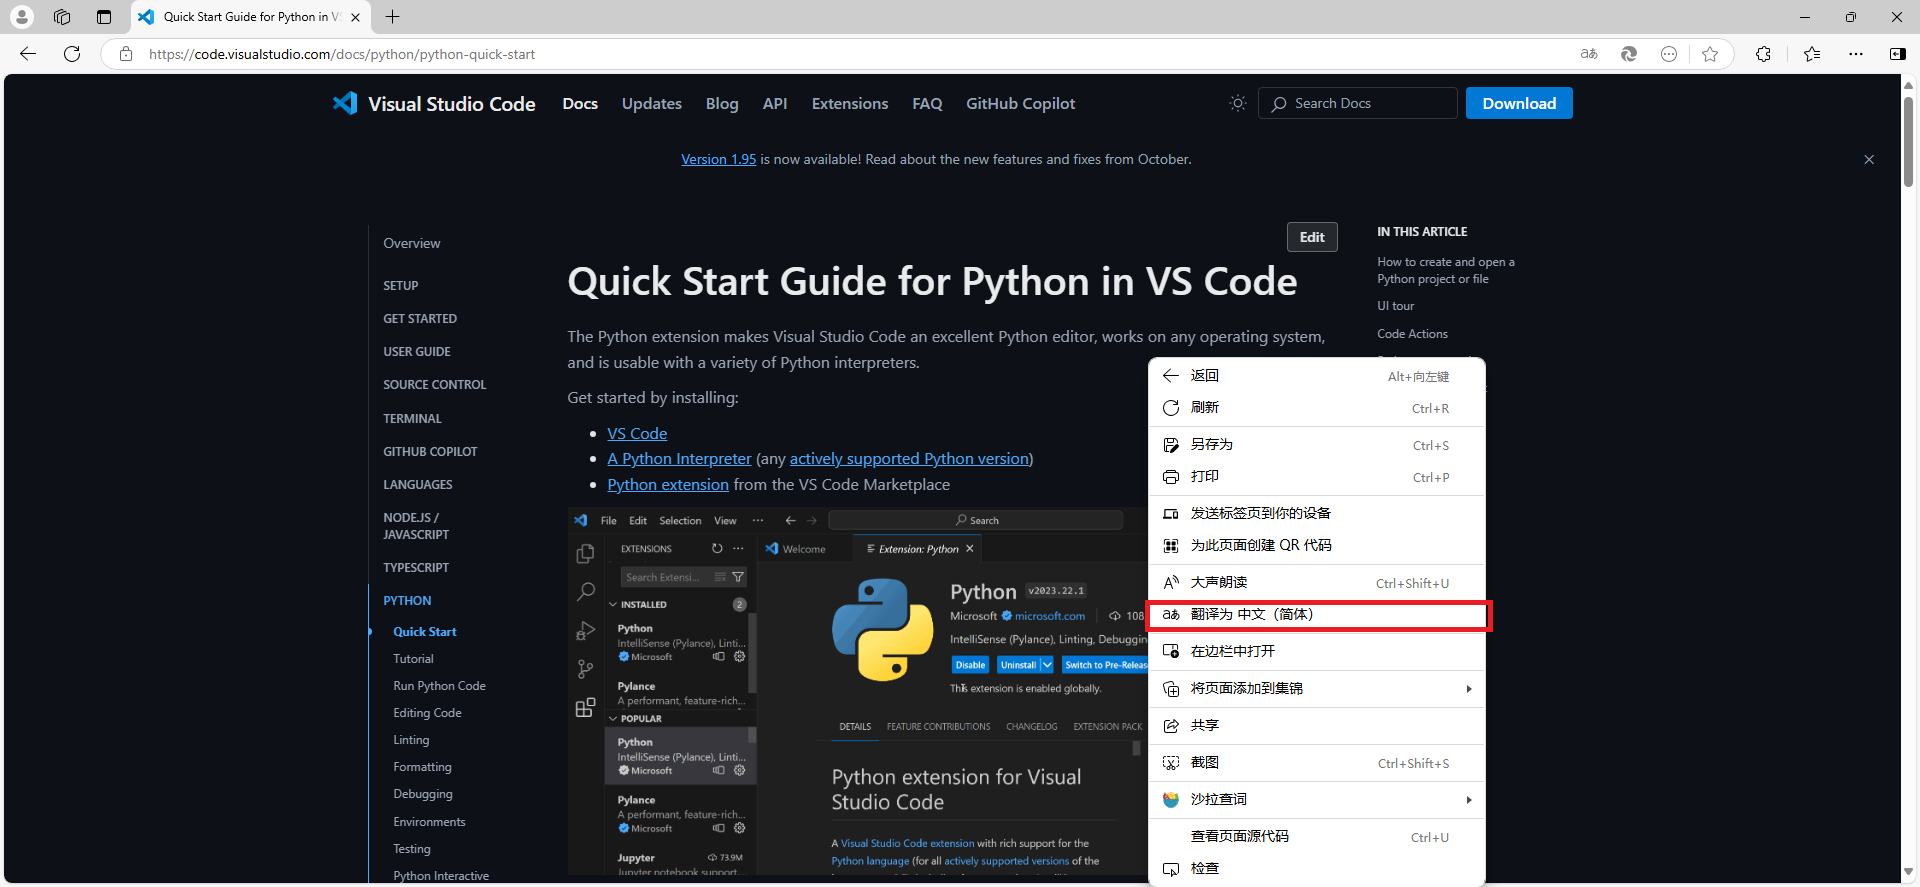 Quick Start Guide for Python in VS
https://code.visualstudio.com/docs/python/python-quick-start
Visual Studio Code
Docs
Updates
Blog
API
Extensions
FAQ
GitHub Copilot
Search Docs
Download
Version 1.95 is now available! Read about the new features and fixes from October.
Overview
SETUP
GET STARTED
USER GUIDE
SOURCE CONTROL
TERMINAL
GITHUB COPILOT
LANGUAGES
NODE.JS /
JAVASCRIPT
TYPESCRIPT
PYTHON
Quick Start
Tutorial
Run Python Code
Editing Code
Linting
Formatting
Debugging
Environments
Testing
Python Interactive
Edit
Quick Start Guide for Python in VS Code
The Python extension makes Visual Studio Code an excellent Python editor, works on any operating system,
and is usable with a variety of Python interpreters.
Get started by installing:
VS Code
A Python Interpreter (any actively supported Python version)
Python extension from the VS Code Marketplace
File Edit Selection View ··· Search
EXTENSIONS
Search Extensi...
INSTALLED 2
Python
IntelliSense (Pylance), Linti...
Microsoft
Pylance
A performant, feature-rich...
POPULAR
Python
IntelliSense (Pylance), Linti...
Microsoft
Pylance
A performant, feature-rich...
Microsoft
Jupyter 73.9M
Jupyter notebook support...
Welcome
Extension: Python
Python v2023.22.1
Microsoft microsoft.com 108
IntelliSense (Pylance), Linting, Debuggin
Disable Uninstall Switch to Pre-Releas
This extension is enabled globally.
DETAILS FEATURE CONTRIBUTIONS CHANGELOG EXTENSION PACK
Python extension for Visual
Studio Code
A Visual Studio Code extension with rich support for the
Python language (for all actively supported versions of the
IN THIS ARTICLE
How to create and open a
Python project or file
UI tour
Code Actions
返回 Alt+向左键
刷新 Ctrl+R
另存为 Ctrl+S
打印 Ctrl+P
发送标签页到你的设备
为此页面创建 QR 代码
大声朗读 Ctrl+Shift+U
翻译为 中文（简体）
在边栏中打开
将页面添加到集锦
共享
截图 Ctrl+Shift+S
沙拉查词
查看页面源代码 Ctrl+U
检查